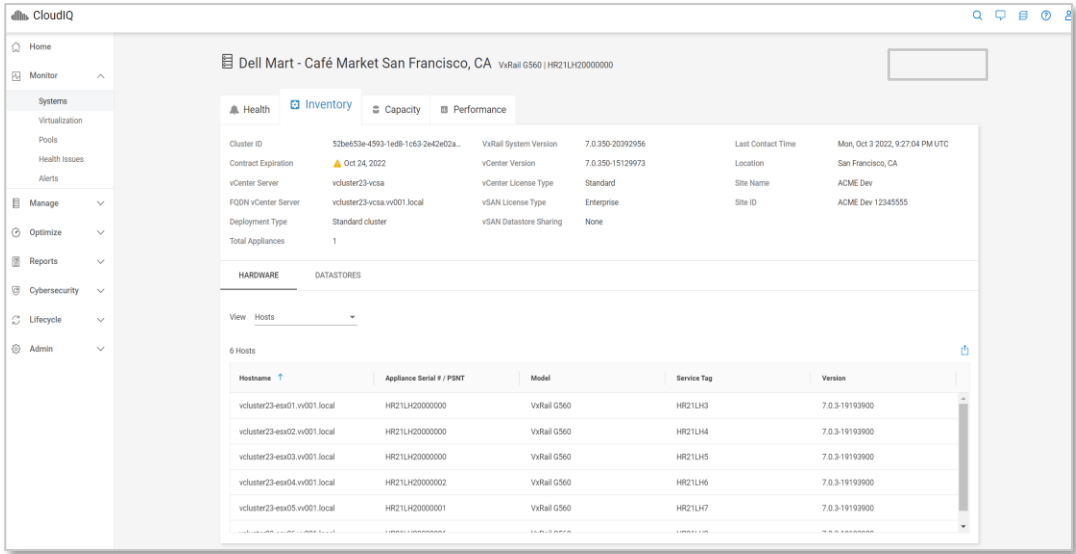 CloudIQ
Home
Monitor
Systems
Virtualization
Pools
Health Issues
Alerts
Manage
Optimize
Reports
Cybersecurity
Lifecycle
Admin
Dell Mart - Café Market San Francisco, CA VxRail G560 | HR21LH20000000
Health Inventory Capacity Performance
Cluster ID 52be653e-4593-1ed8-1c63-2e42e02a... VxRail System Version 7.0.350-20392956 Last Contact Time Mon, Oct 3 2022, 9:27:04 PM UTC
Contract Expiration Oct 24, 2022 vCenter Version 7.0.350-15129973 Location San Francisco, CA
vCenter Server vcluster23-vcsa vCenter License Type Standard Site Name ACME Dev
FQDN vCenter Server vcluster23-vcsa.vv001.local vSAN License Type Enterprise Site ID ACME Dev 12345555
Deployment Type Standard cluster vSAN Datastore Sharing None
Total Appliances 1
HARDWARE DATASTORES
View Hosts
6 Hosts
Hostname Appliance Serial # / PSNT Model Service Tag Version
vcluster23-esx01.vv001.local HR21LH20000000 VxRail G560 HR21LH3 7.0.3-19193900
vcluster23-esx02.vv001.local HR21LH20000000 VxRail G560 HR21LH4 7.0.3-19193900
vcluster23-esx03.vv001.local HR21LH20000000 VxRail G560 HR21LH5 7.0.3-19193900
vcluster23-esx04.vv001.local HR21LH20000002 VxRail G560 HR21LH6 7.0.3-19193900
vcluster23-esx05.vv001.local HR21LH20000001 VxRail G560 HR21LH7 7.0.3-19193900